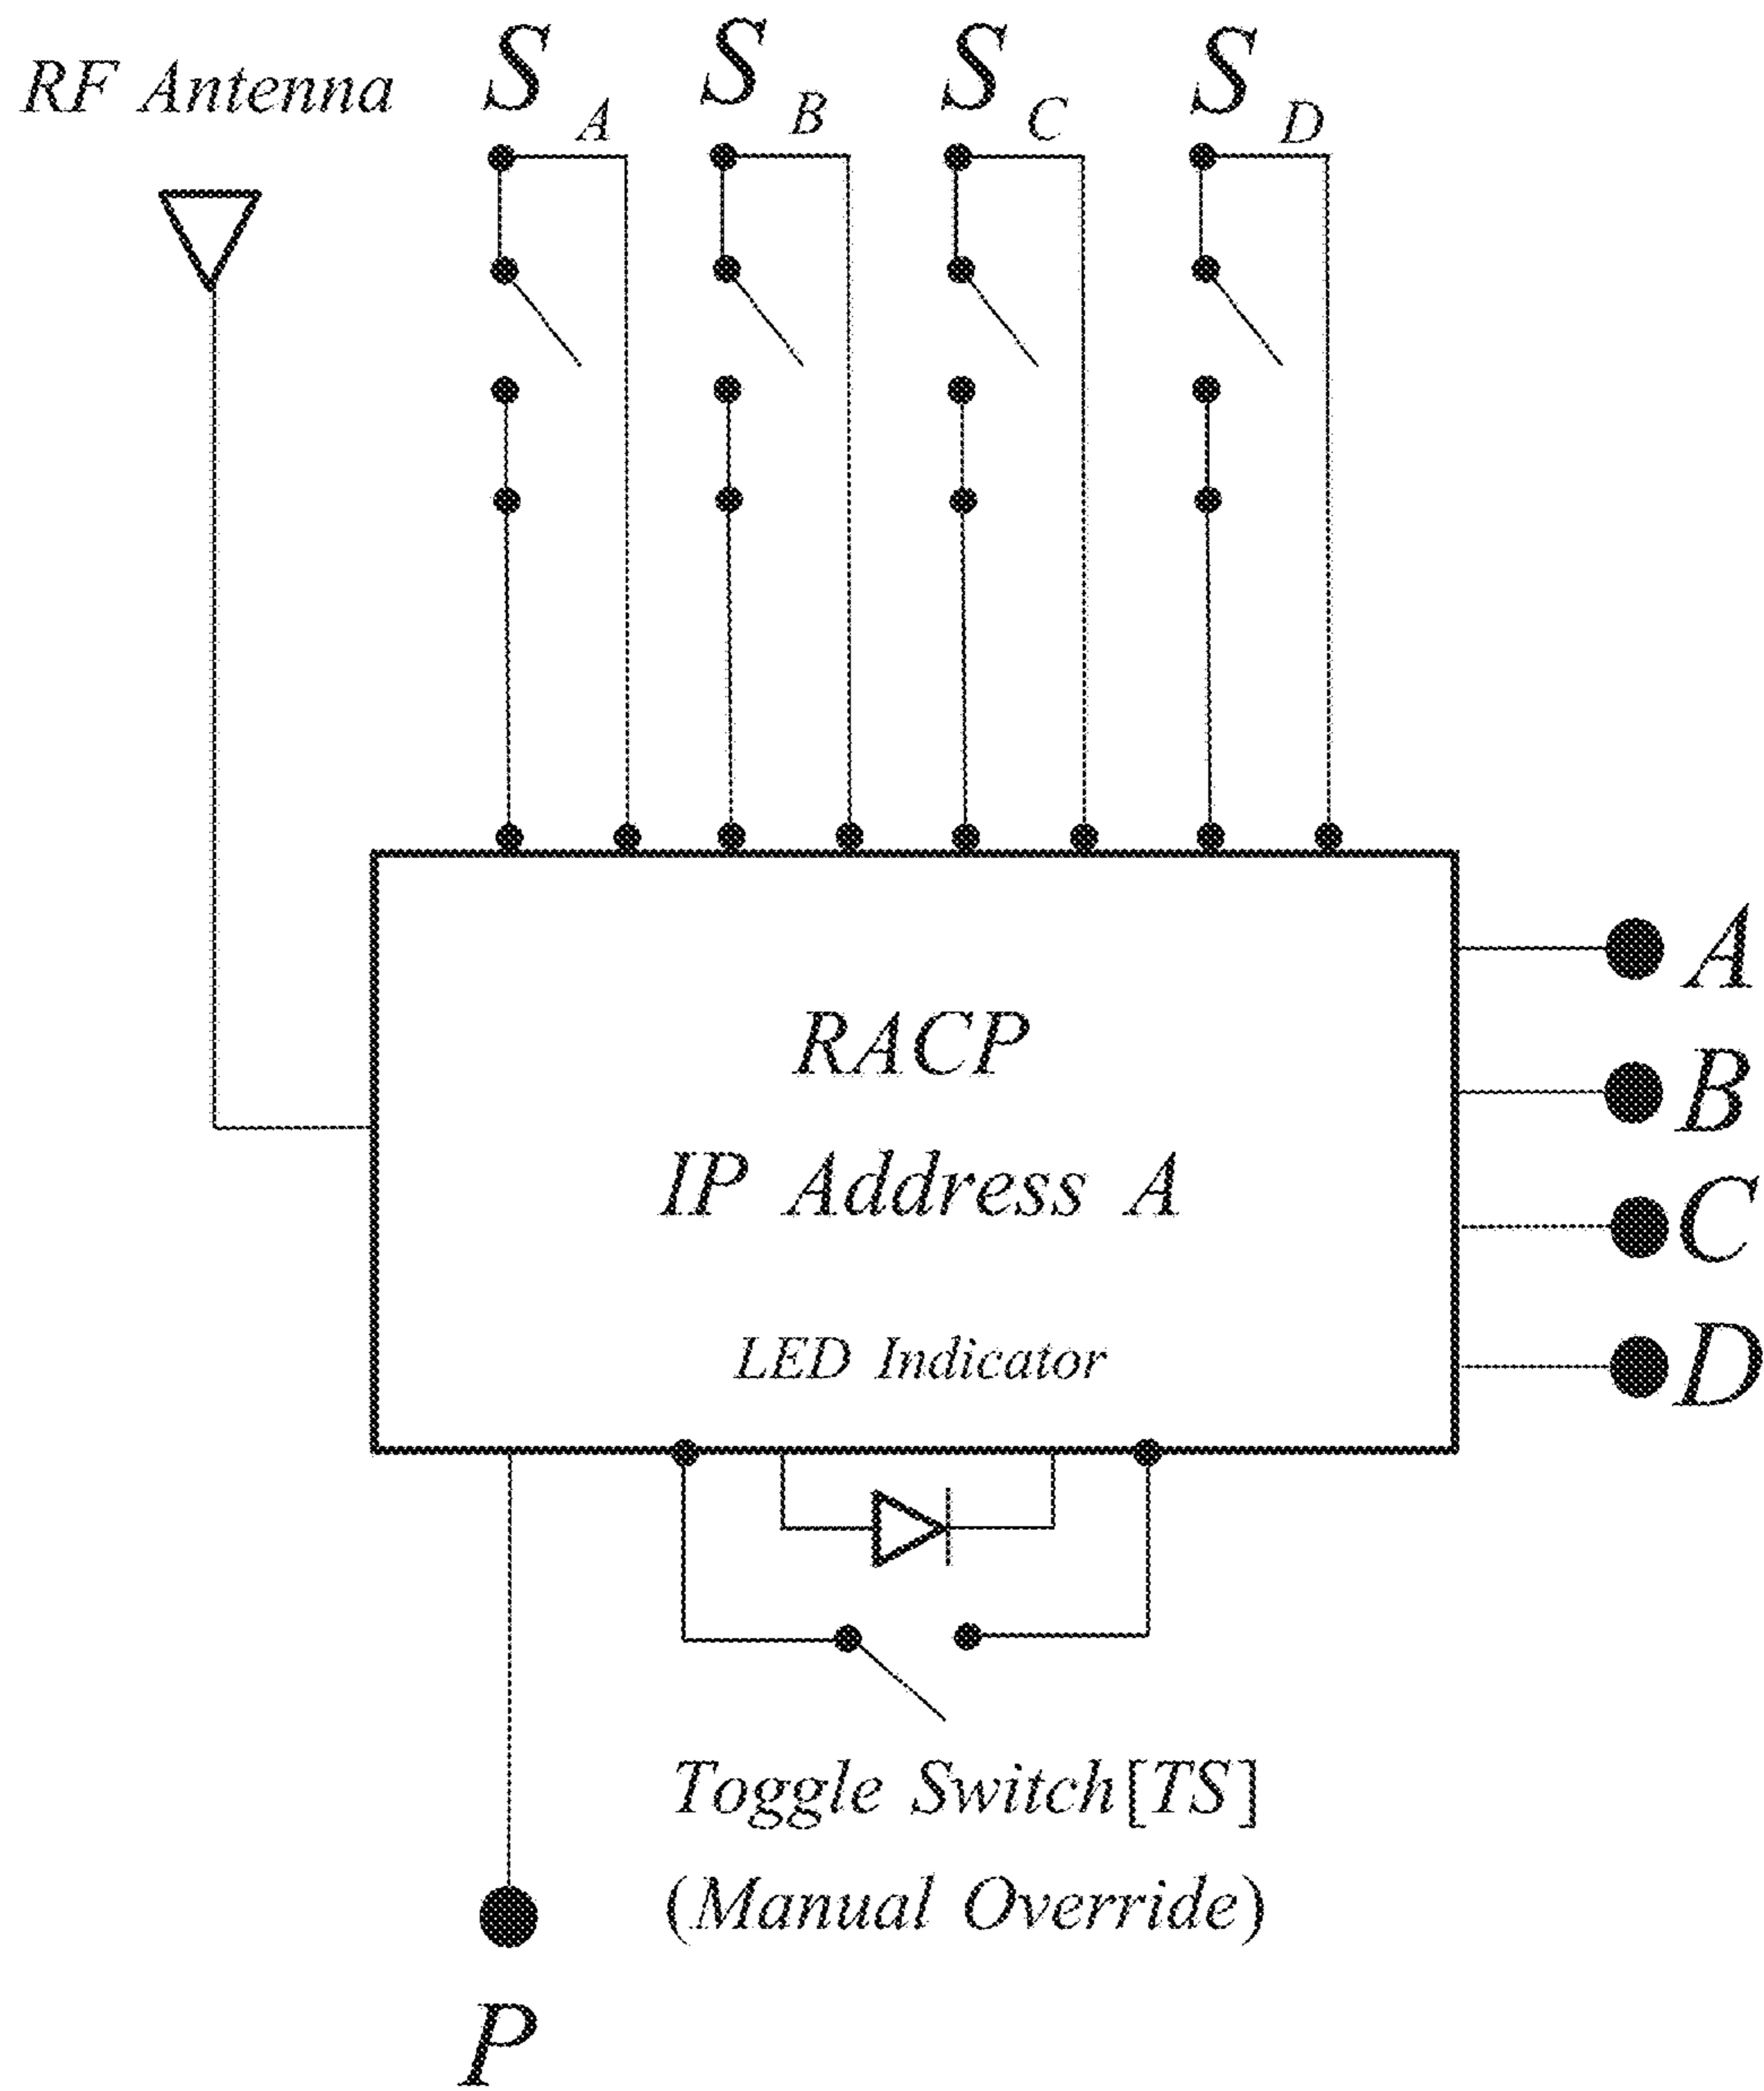 RF Antenna
S A
S B
S C
S D
RACP
IP Address A
LED Indicator
A
B
C
D
Toggle Switch[TS]
(Manual Override)
P